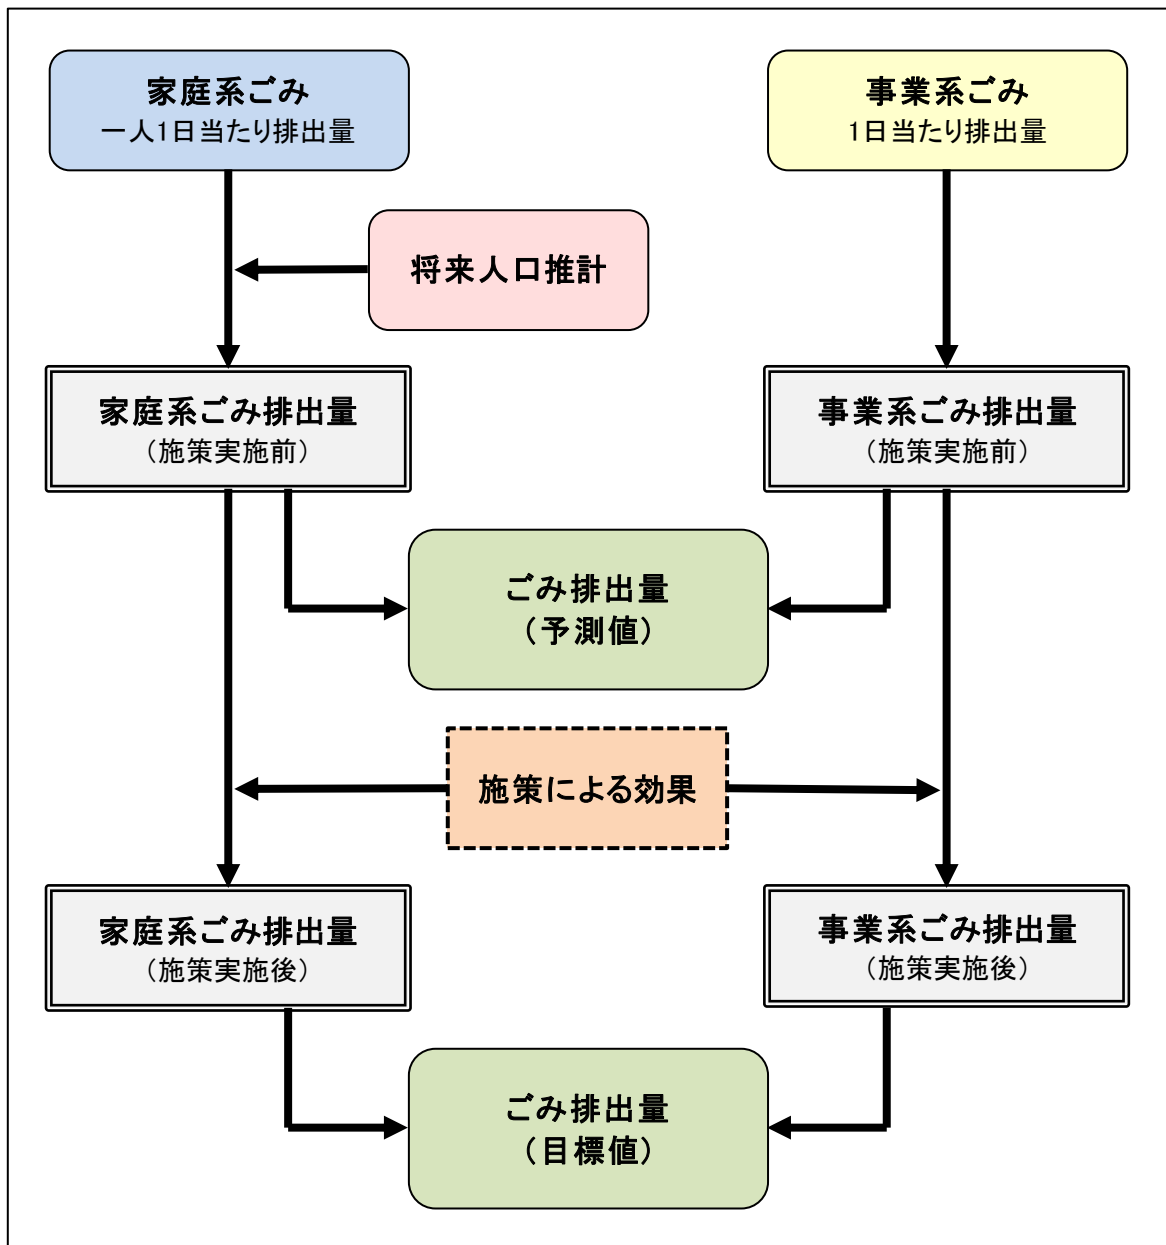 家庭系ごみ
一人1日当たり排出量
事業系ごみ
1日当たり排出量
将来人口推計
家庭系ごみ排出量
（施策実施前）
事業系ごみ排出量
（施策実施前）
ごみ排出量
（予測値）
施策による効果
家庭系ごみ排出量
（施策実施後）
事業系ごみ排出量
（施策実施後）
ごみ排出量
（目標値）